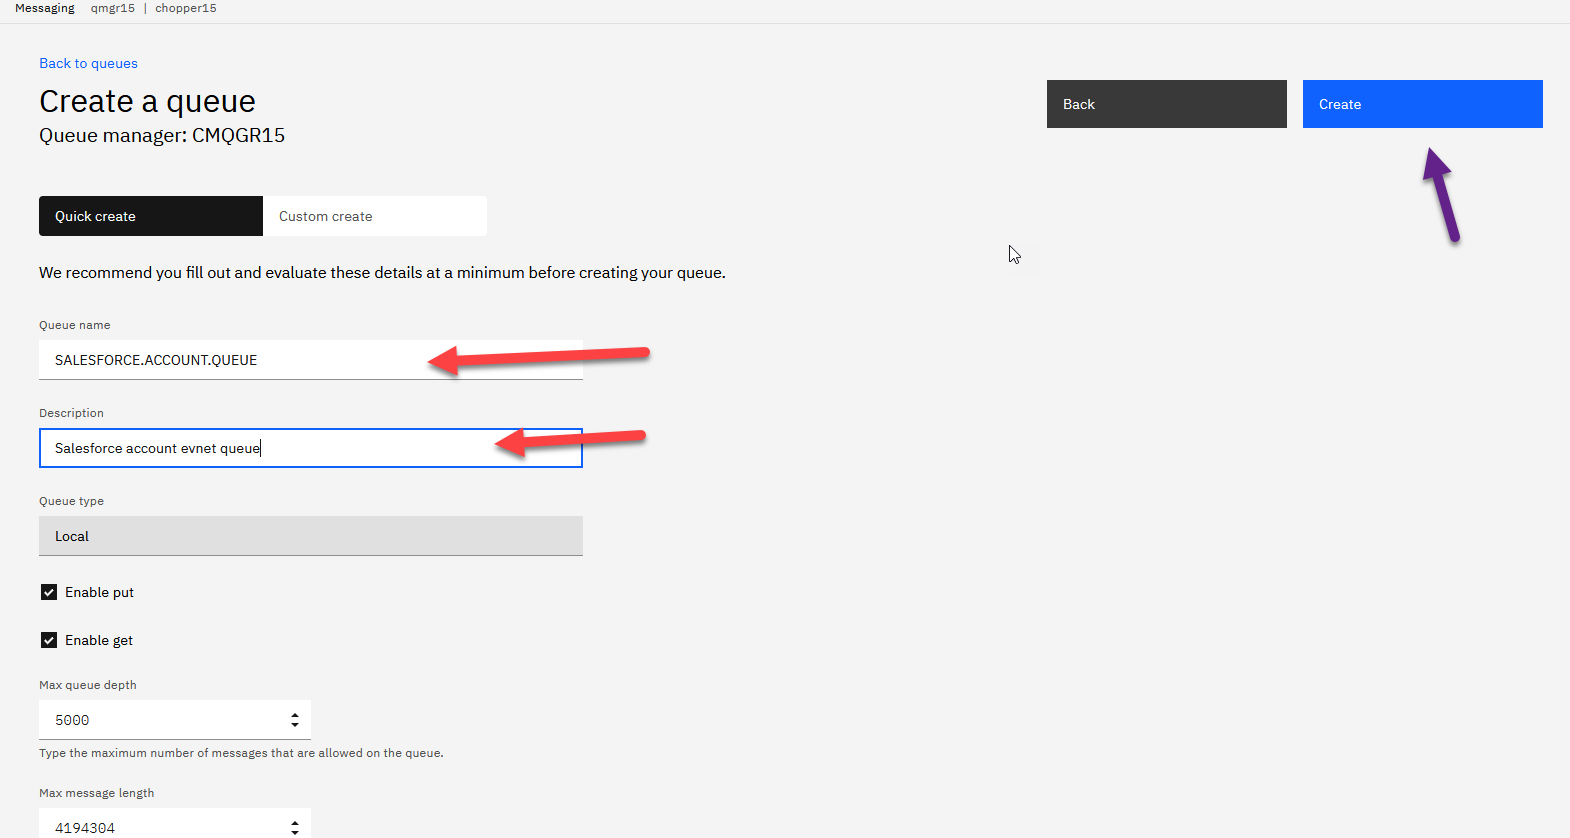 Messaging qmgr15 | chopper15
Back to queues
Create a queue
Queue manager: CMQGR15
Back
Create
Quick create
Custom create
We recommend you fill out and evaluate these details at a minimum before creating your queue.
Queue name
SALESFORCE.ACCOUNT.QUEUE
Description
Salesforce account evnet queue
Queue type
Local
Enable put
Enable get
Max queue depth
5000
Type the maximum number of messages that are allowed on the queue.
Max message length
4194304